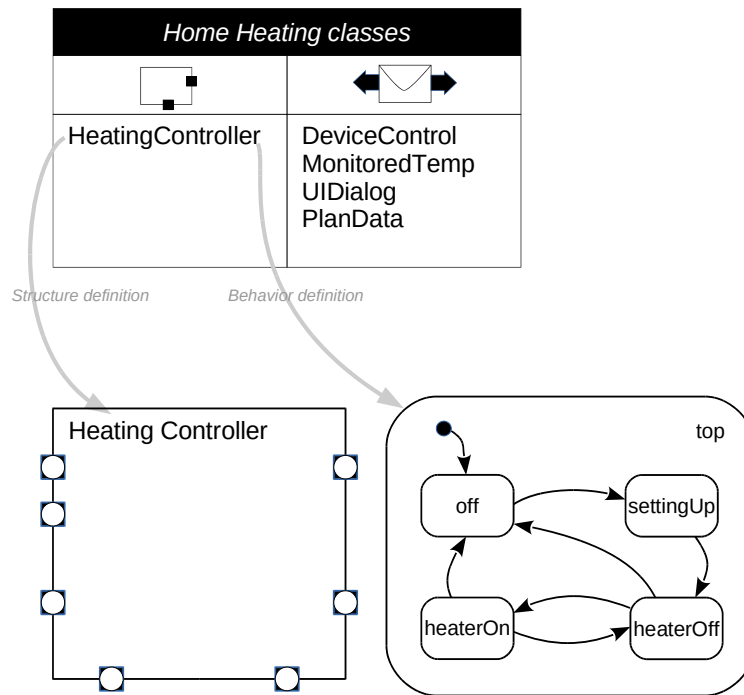 Home Heating classes
HeatingController
DeviceControl
MonitoredTemp
UIDialog
PlanData
Structure definition
Behavior definition
Heating Controller
top
off
settingUp
heaterOn
heaterOff